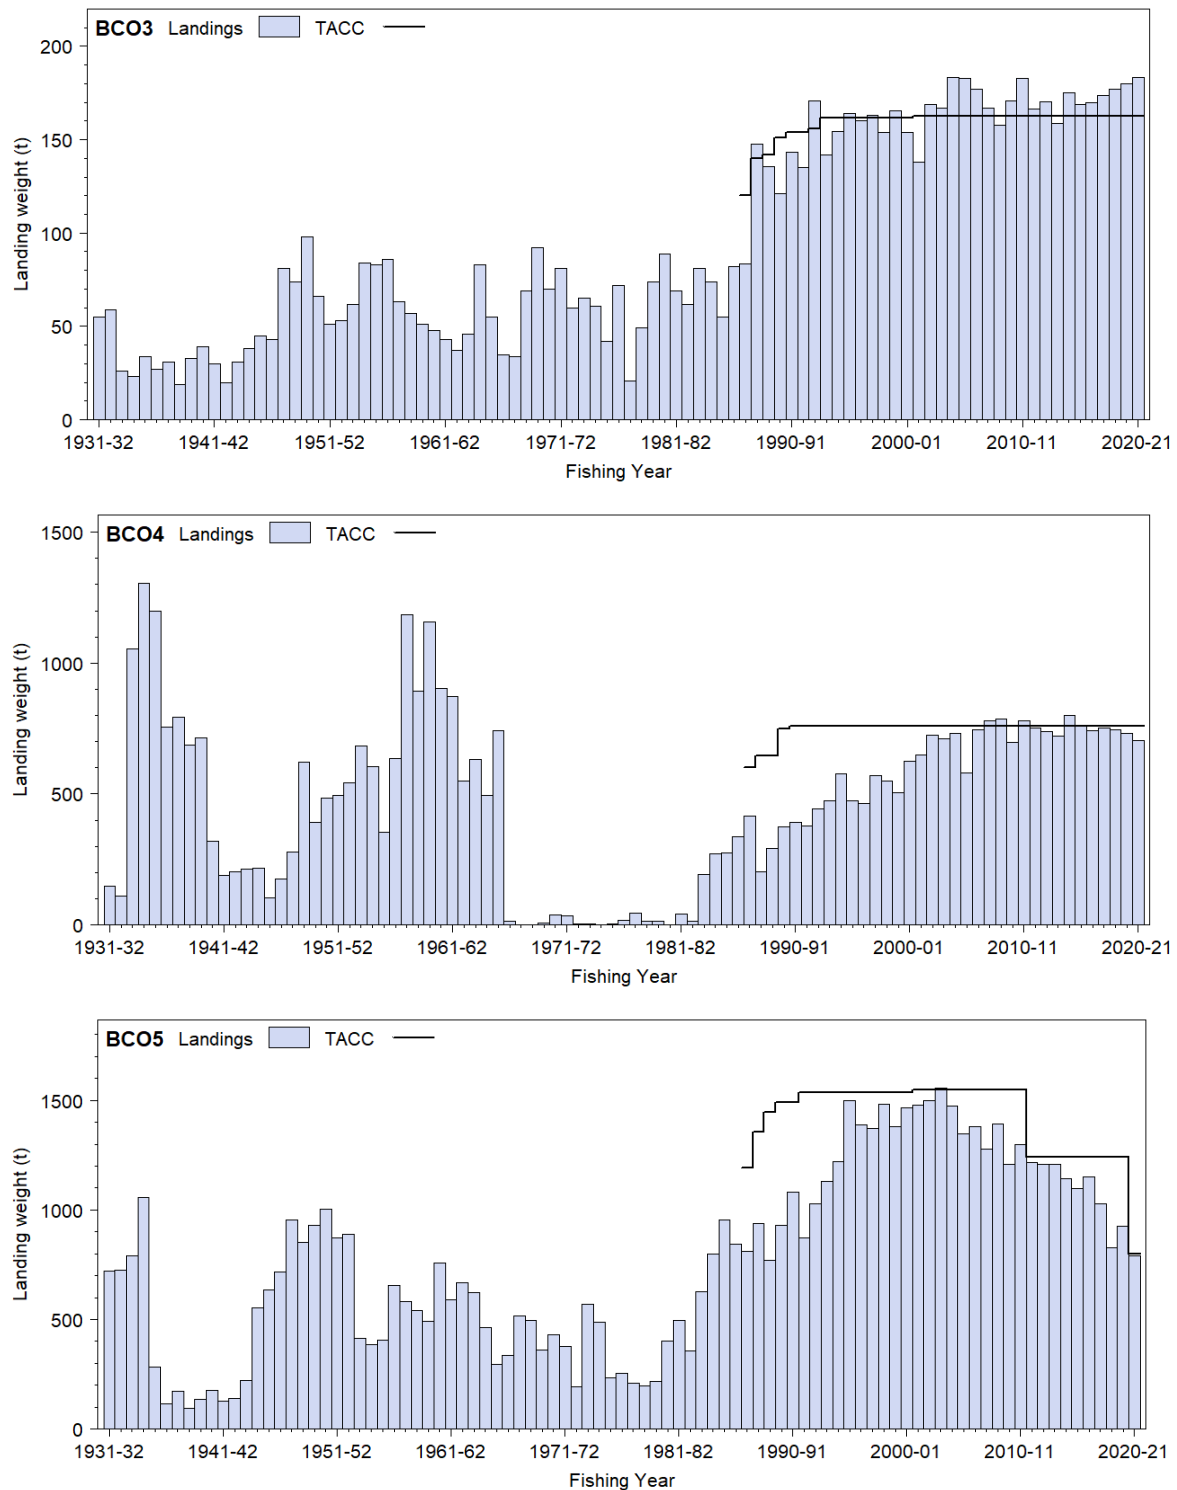 BCO3 Landings TACC
Landing weight (t)
200
150
100
50
0
1931-32 1941-42 1951-52 1961-62 1971-72 1981-82 1990-91 2000-01 2010-11 2020-21
Fishing Year
BCO4 Landings TACC
Landing weight (t)
1500
1000
500
0
1931-32 1941-42 1951-52 1961-62 1971-72 1981-82 1990-91 2000-01 2010-11 2020-21
Fishing Year
BCO5 Landings TACC
Landing weight (t)
1500
1000
500
0
1931-32 1941-42 1951-52 1961-62 1971-72 1981-82 1990-91 2000-01 2010-11 2020-21
Fishing Year